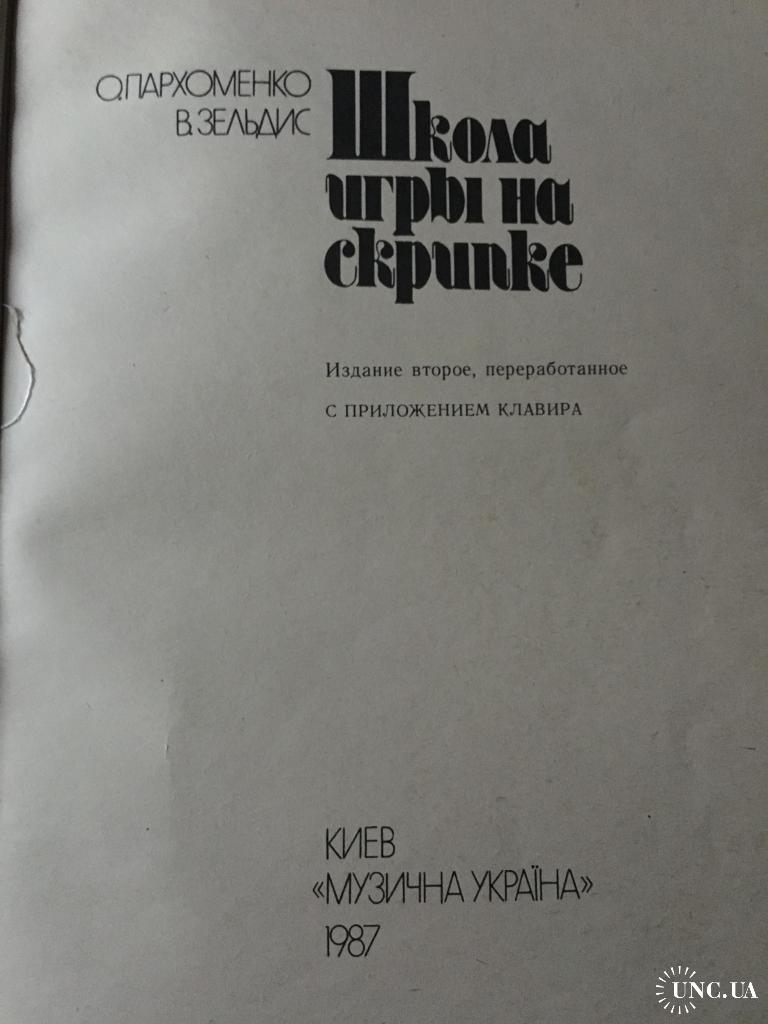 О. ПАРХОМЕНКО
В. ЗЕЛЬДИС
Школа
игры на
скрипке
Издание второе, переработанное
С ПРИЛОЖЕНИЕМ КЛАВИРА
КИЕВ
«МУЗИЧНА УКРАЇНА»
1987
UNC.UA